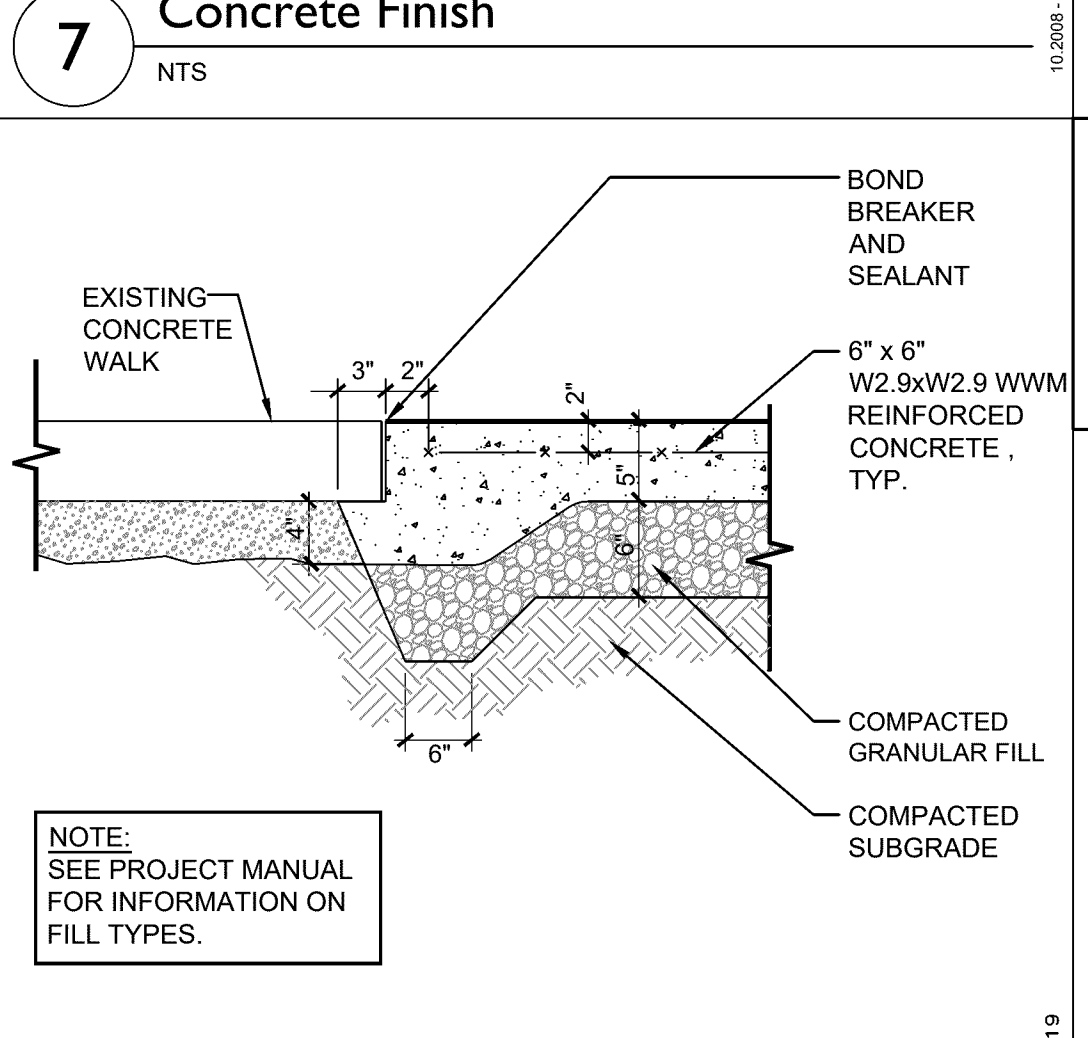 7
Concrete Finish
NTS
10.2008 -
BOND
BREAKER
AND
SEALANT
EXISTING
CONCRETE
WALK
6" x 6"
W2.9xW2.9 WWM
REINFORCED
CONCRETE ,
TYP.
3"
2"
2"
5"
4"
6"
6"
COMPACTED
GRANULAR FILL
COMPACTED
SUBGRADE
NOTE:
SEE PROJECT MANUAL
FOR INFORMATION ON
FILL TYPES.
19